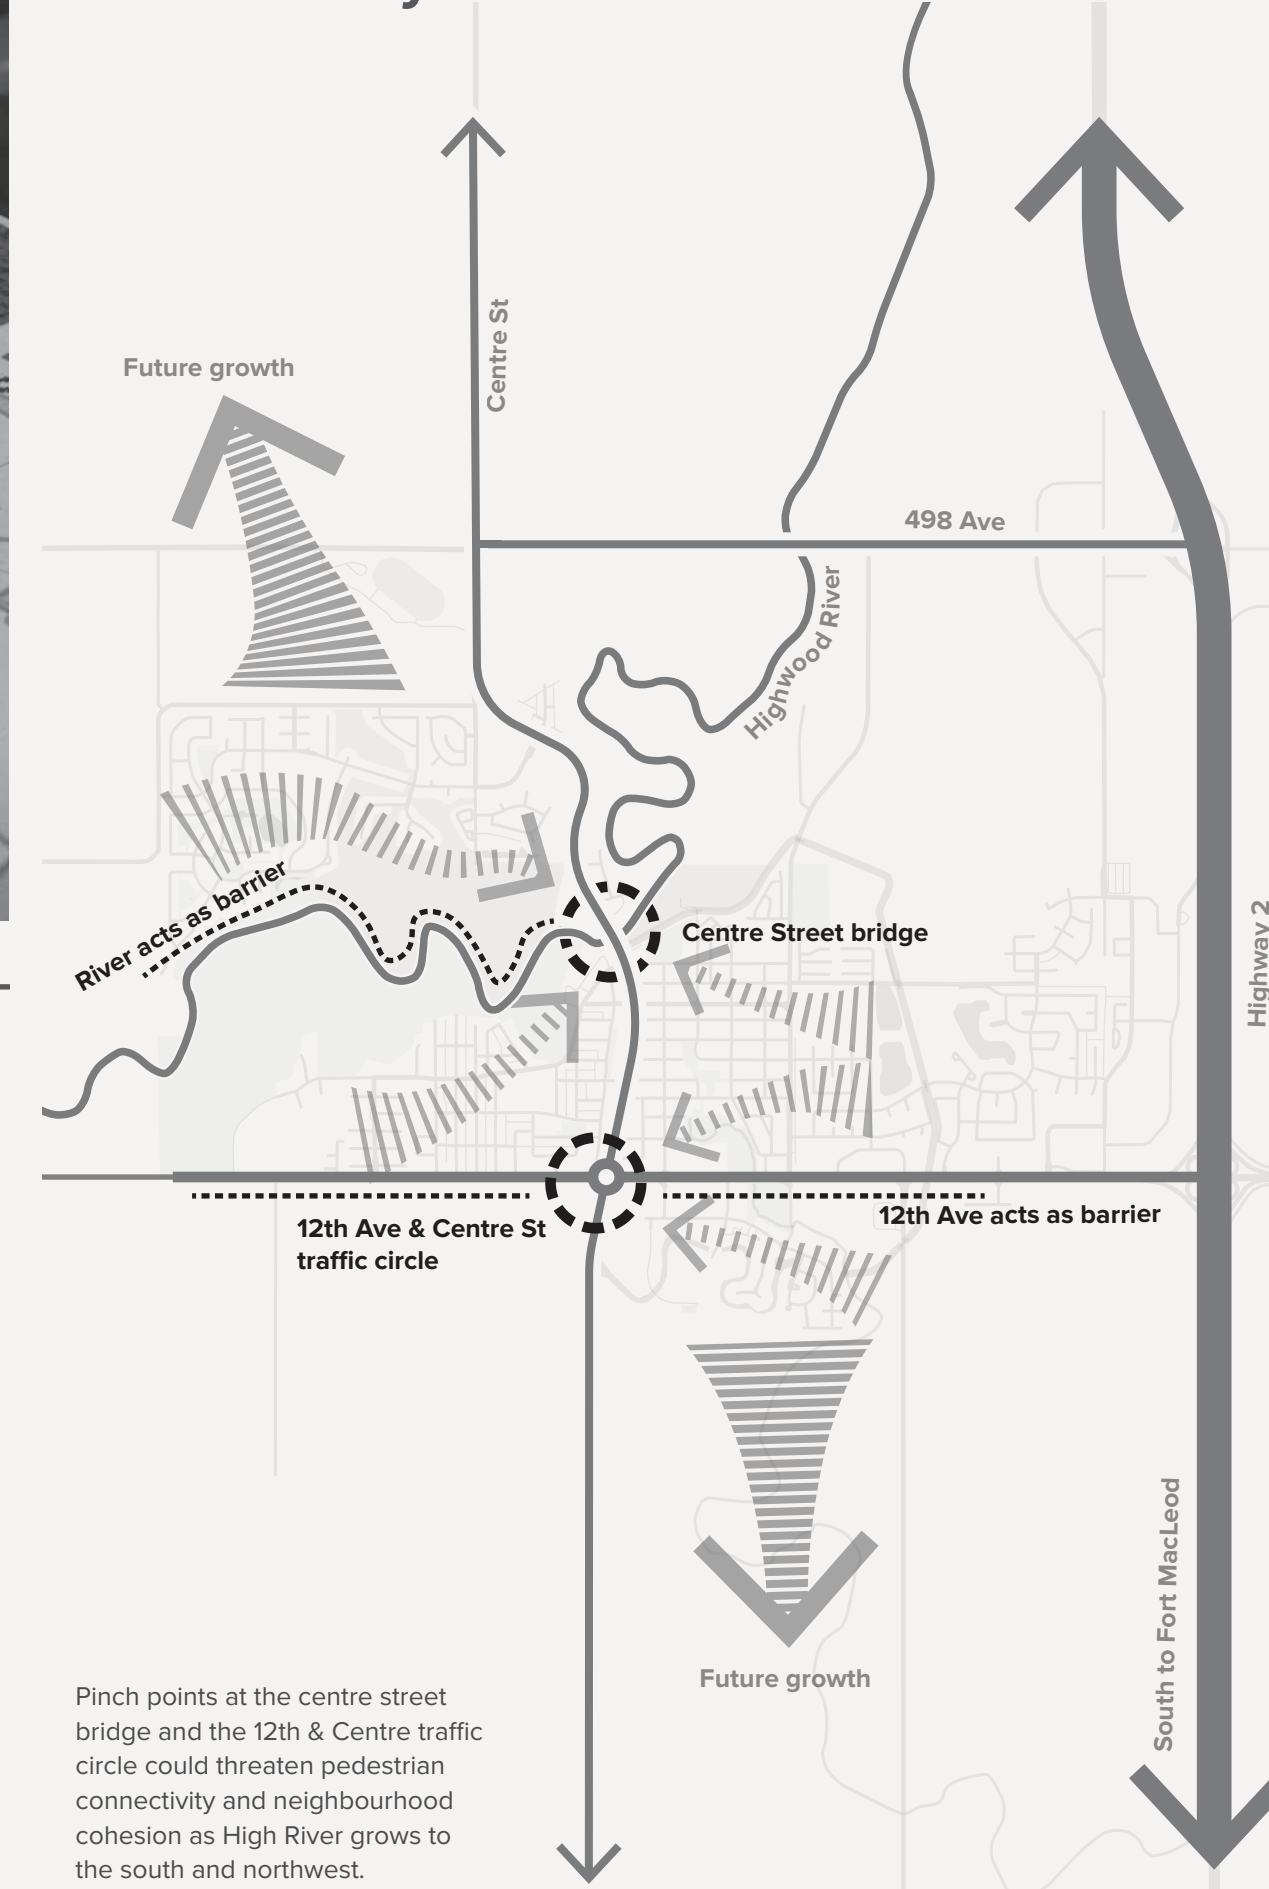 Centre St
Future growth
498 Ave
Highwood River
River acts as barrier
Centre Street bridge
Highway 2
12th Ave & Centre St
traffic circle
12th Ave acts as barrier
South to Fort MacLeod
Future growth
Pinch points at the centre street
bridge and the 12th & Centre traffic
circle could threaten pedestrian
connectivity and neighbourhood
cohesion as High River grows to
the south and northwest.